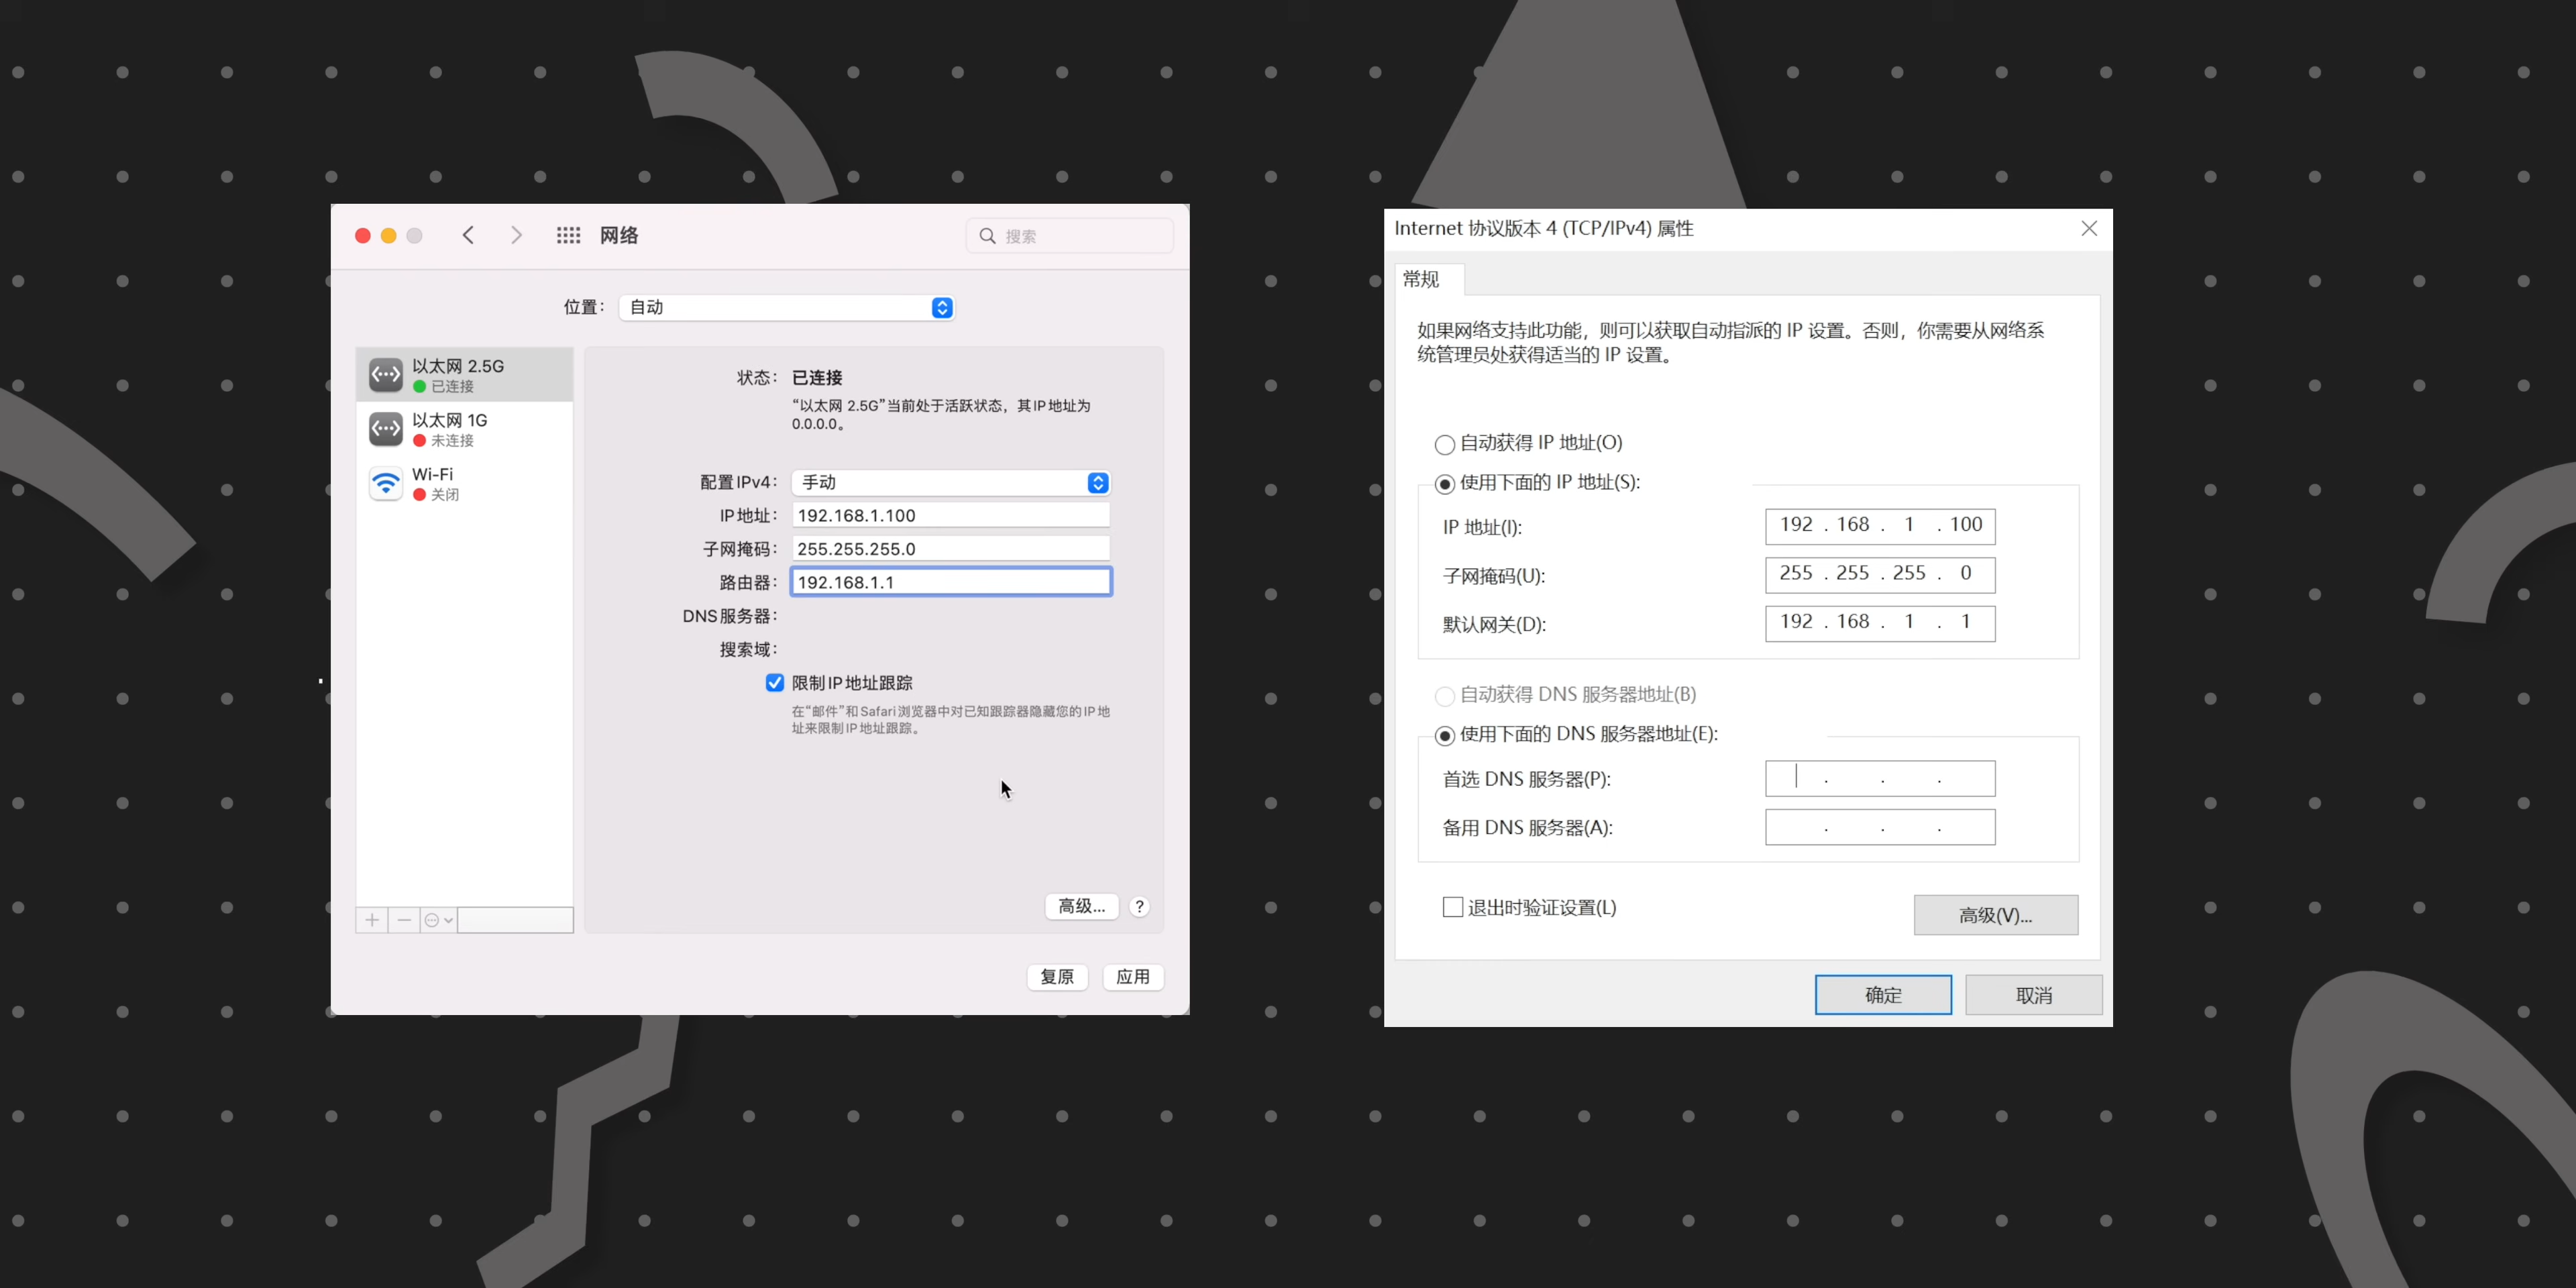 网络
搜索
位置：
自动
以太网 2.5G
已连接
以太网 1G
未连接
Wi-Fi
关闭
状态：
已连接
“以太网 2.5G”当前处于活跃状态，其IP地址为
0.0.0.0。
配置IPv4：
手动
IP地址：
192.168.1.100
子网掩码：
255.255.255.0
路由器：
192.168.1.1
DNS服务器：
搜索域：
限制IP地址跟踪
在“邮件”和Safari浏览器中对已知跟踪器隐藏您的IP地
址来限制IP地址跟踪。
高级...
?
复原
应用
Internet 协议版本 4 (TCP/IPv4) 属性
常规
如果网络支持此功能，则可以获取自动指派的 IP 设置。否则，你需要从网络系
统管理员处获得适当的 IP 设置。
自动获得 IP 地址(O)
使用下面的 IP 地址(S):
IP 地址(I):
192 . 168 . 1 . 100
子网掩码(U):
255 . 255 . 255 . 0
默认网关(D):
192 . 168 . 1 . 1
自动获得 DNS 服务器地址(B)
使用下面的 DNS 服务器地址(E):
首选 DNS 服务器(P):
. . .
备用 DNS 服务器(A):
. . .
退出时验证设置(L)
高级(V)...
确定
取消